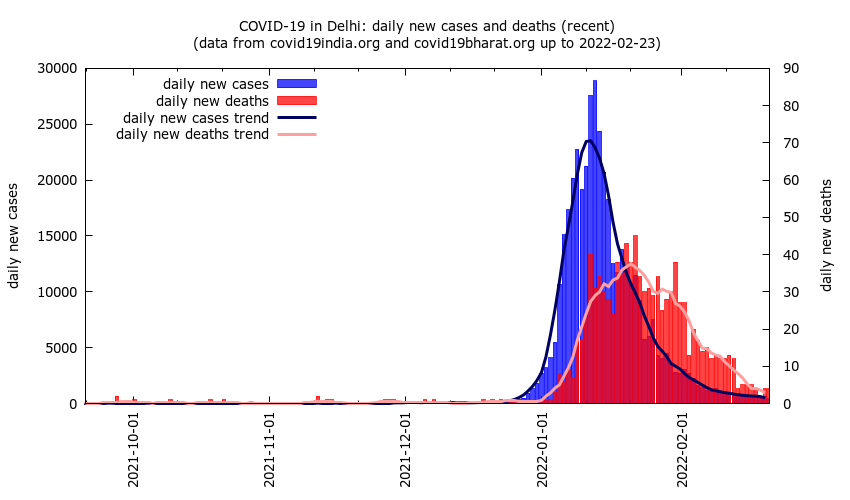 COVID-19 in Delhi: daily new cases and deaths (recent)
(data from covid19india.org and covid19bharat.org up to 2022-02-23)
daily new cases
daily new deaths
daily new cases trend
daily new deaths trend
30000
25000
20000
15000
10000
5000
0
daily new cases
90
80
70
60
50
40
30
20
10
0
daily new deaths
2021-10-01
2021-11-01
2021-12-01
2022-01-01
2022-02-01